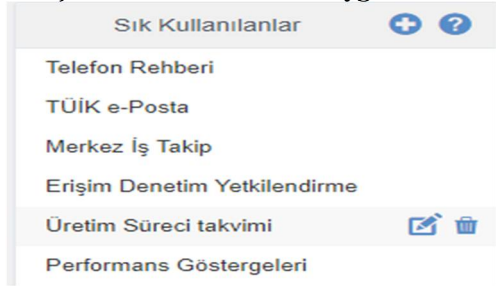 Sık Kullanılanlar
Telefon Rehberi
TÜİK e-Posta
Merkez İş Takip
Erişim Denetim Yetkilendirme
Üretim Süreci takvimi
Performans Göstergeleri